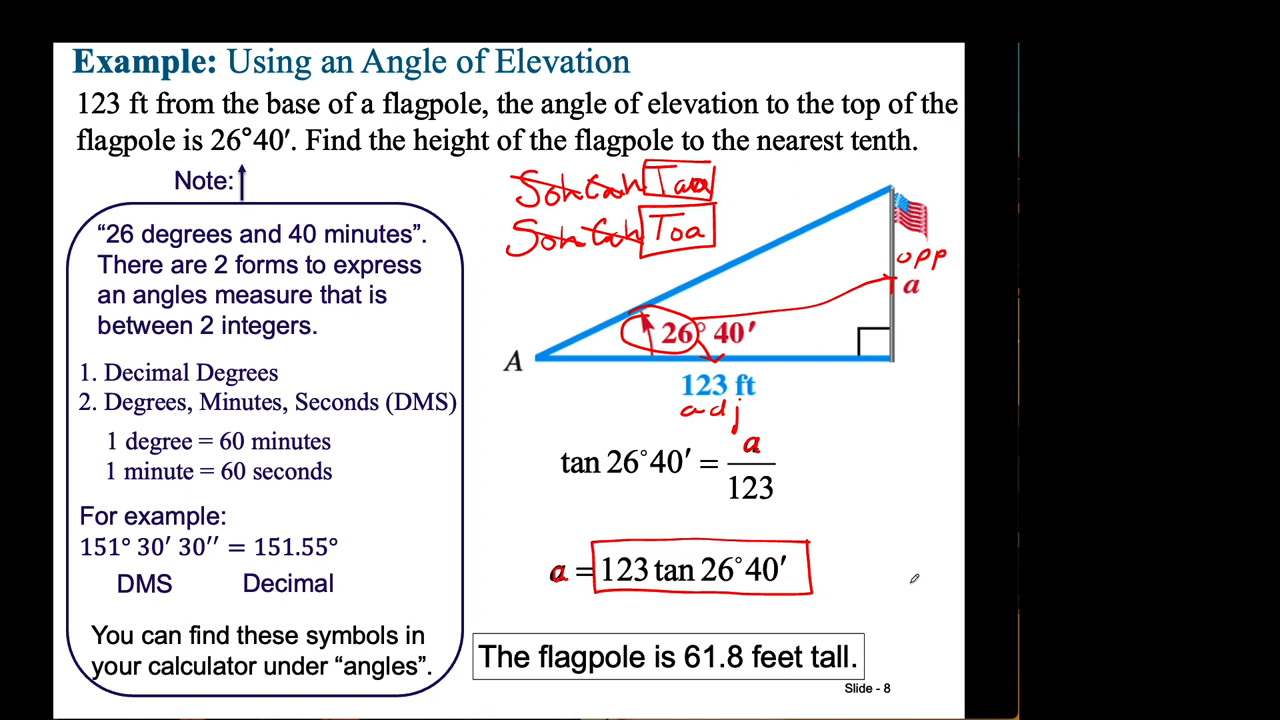 Example: Using an Angle of Elevation
123 ft from the base of a flagpole, the angle of elevation to the top of the
flagpole is 26°40′. Find the height of the flagpole to the nearest tenth.
Note:
“26 degrees and 40 minutes”.
There are 2 forms to express
an angles measure that is
between 2 integers.
1. Decimal Degrees
2. Degrees, Minutes, Seconds (DMS)
1 degree = 60 minutes
1 minute = 60 seconds
For example:
151° 30′ 30′′ = 151.55°
DMS Decimal
You can find these symbols in
your calculator under “angles”.
Soh Cah
Soh Cah Toa
opp
a
26° 40′
A
123 ft
adj
tan 26°40′ = a/123
a = 123 tan 26°40′
The flagpole is 61.8 feet tall.
Slide - 8